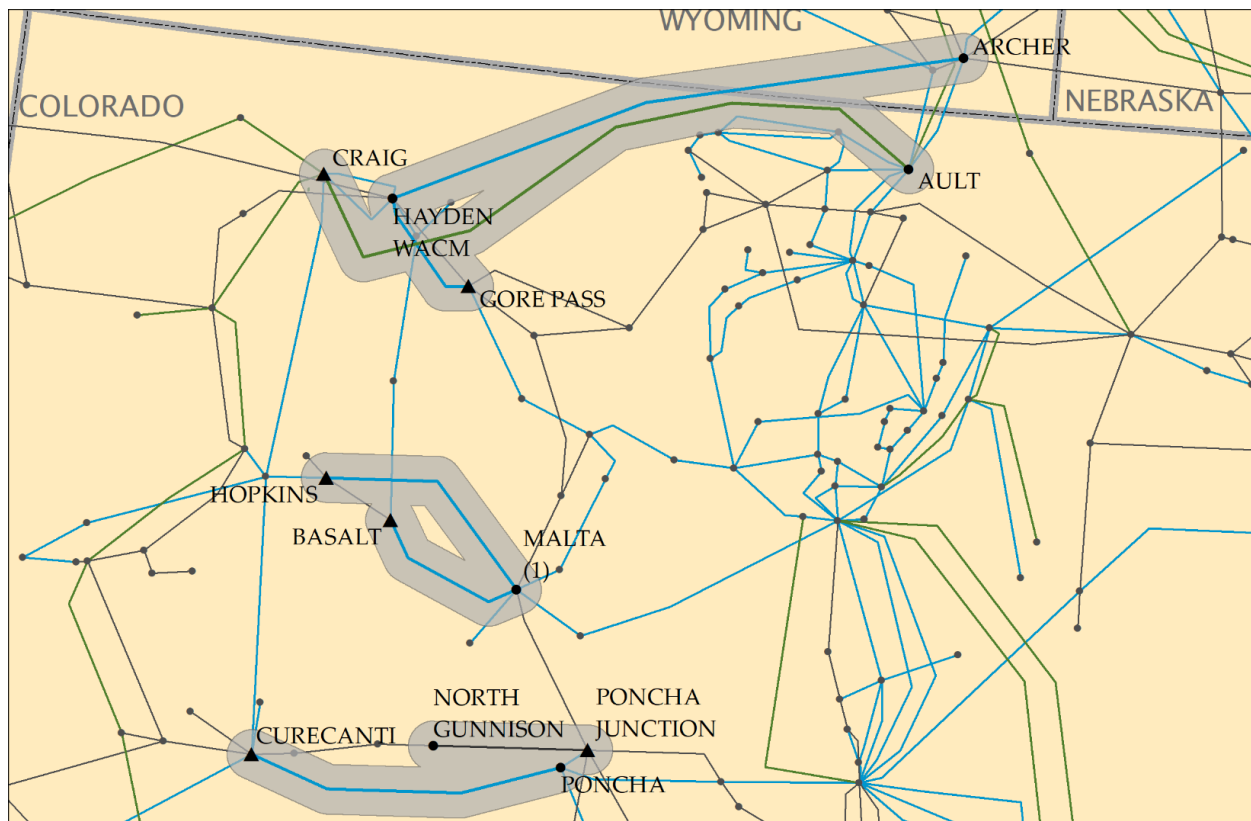 WYOMING
ARCHER
COLORADO
NEBRASKA
CRAIG
AULT
HAYDEN
WACM
GORE PASS
HOPKINS
BASALT
MALTA
(1)
NORTH
GUNNISON
PONCHA
JUNCTION
CURECANTI
PONCHA